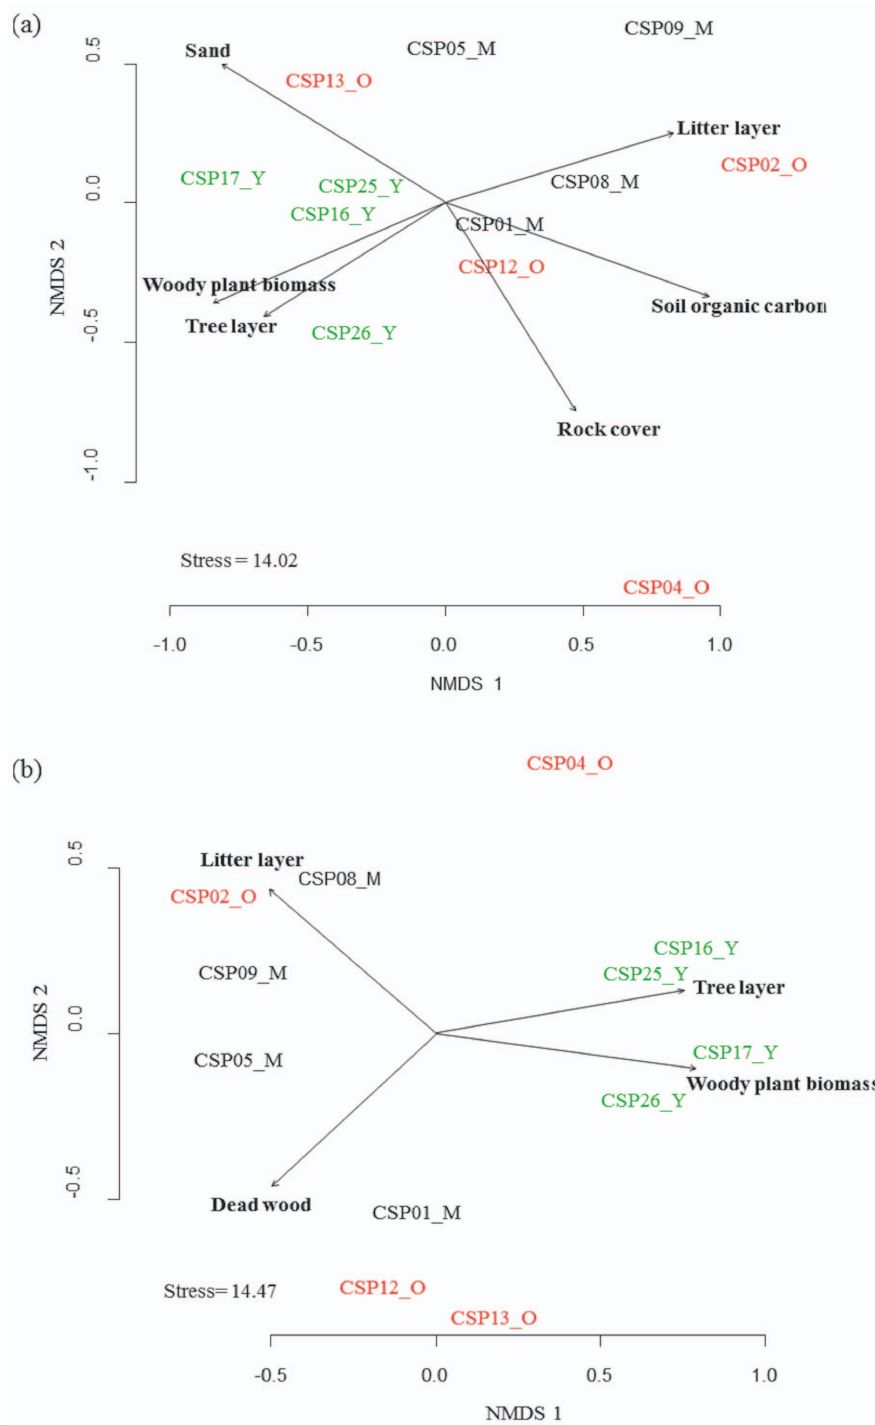 (a)
CSP09_M
CSP05_M
Sand
0.5
CSP13_O
Litter layer
CSP02_O
CSP17_Y
CSP25_Y
CSP08_M
0.0
CSP16_Y
CSP01_M
NMDS 2
CSP12_O
Woody plant biomass
Soil organic carbon
Tree layer
CSP26_Y
-0.5
Rock cover
-1.0
Stress = 14.02
CSP04_O
-1.0 -0.5 0.0 0.5 1.0
NMDS 1
(b)
CSP04_O
0.5
Litter layer
CSP08_M
CSP02_O
CSP16_Y
CSP09_M
CSP25_Y
Tree layer
0.0
NMDS 2
CSP05_M
CSP17_Y
Woody plant biomass
CSP26_Y
-0.5
Dead wood
CSP01_M
Stress= 14.47
CSP12_O
CSP13_O
-0.5 0.0 0.5 1.0
NMDS 1